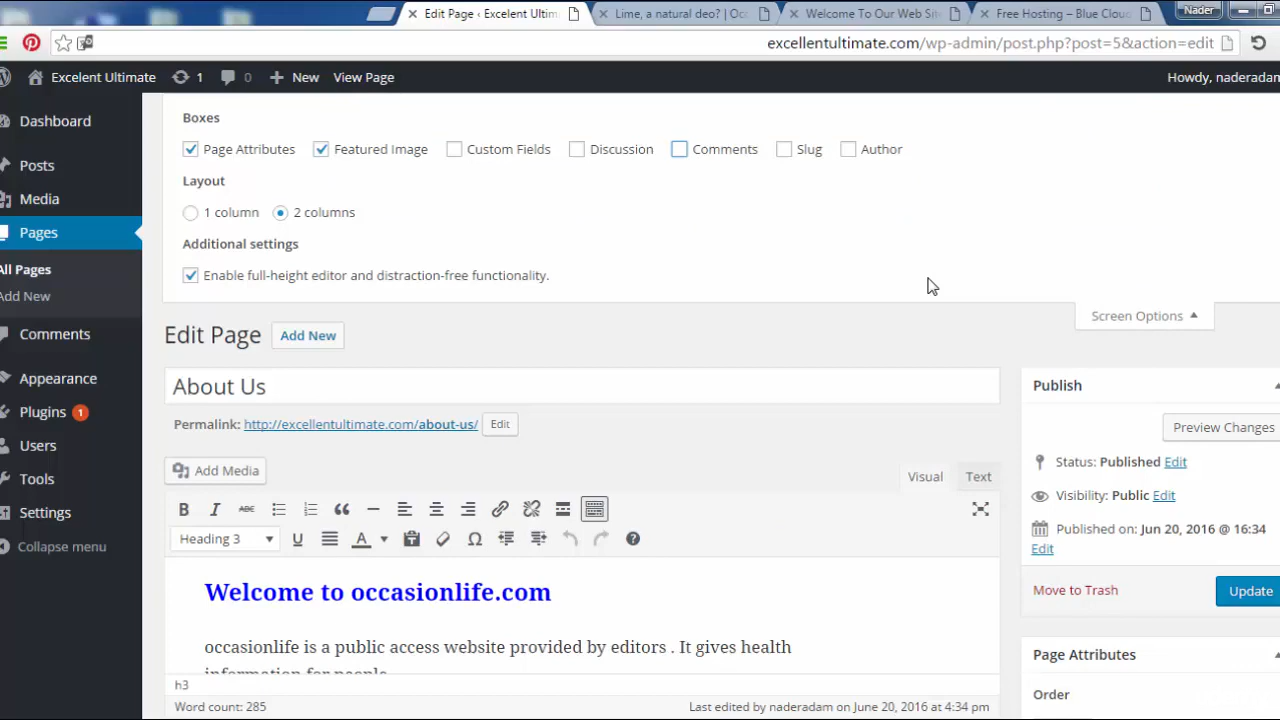 Edit Page ‹ Excelent Ultim
Lime, a natural deo? | Oc
Welcome To Our Web Sit
Free Hosting – Blue Cloud
Nader
excellentultimate.com/wp-admin/post.php?post=5&action=edit
Excelent Ultimate
1
0
New
View Page
Howdy, naderadam
Dashboard
Posts
Media
Pages
All Pages
Add New
Comments
Appearance
Plugins 1
Users
Tools
Settings
Collapse menu
Boxes
Page Attributes Featured Image Custom Fields Discussion Comments Slug Author
Layout
1 column 2 columns
Additional settings
Enable full-height editor and distraction-free functionality.
Screen Options
Edit Page Add New
About Us
Permalink: http://excellentultimate.com/about-us/ Edit
Add Media
Visual Text
B I ABC
Heading 3 U A Ω ?
Welcome to occasionlife.com
occasionlife is a public access website provided by editors . It gives health
information for people
h3
Word count: 285
Last edited by naderadam on June 20, 2016 at 4:34 pm
Publish
Preview Changes
Status: Published Edit
Visibility: Public Edit
Published on: Jun 20, 2016 @ 16:34
Edit
Move to Trash
Update
Page Attributes
Order